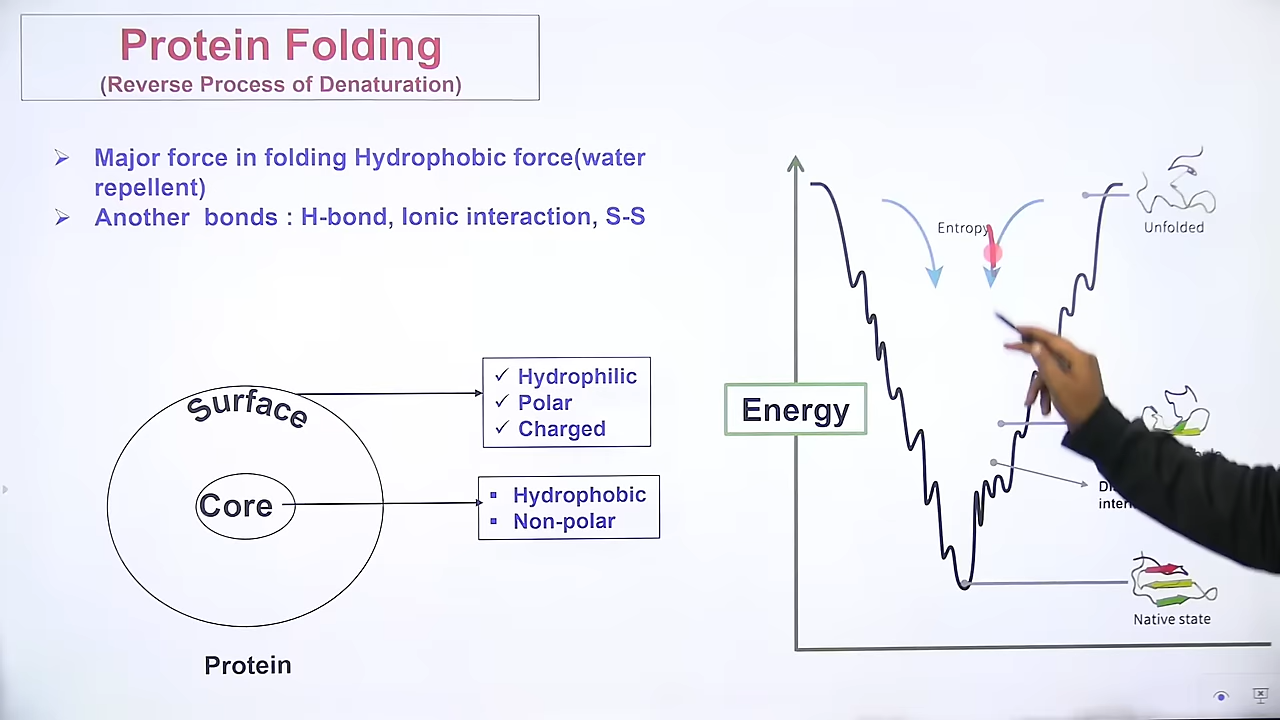 Protein Folding
(Reverse Process of Denaturation)
Major force in folding Hydrophobic force(water
repellent)
Another bonds : H-bond, Ionic interaction, S-S
Surface
Core
Protein
Hydrophilic
Polar
Charged
Hydrophobic
Non-polar
Energy
Entropy
Unfolded
Native state